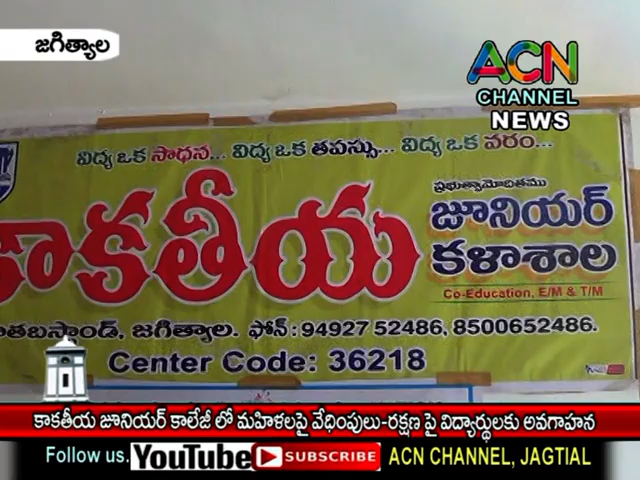 జగిత్యాల
ACN
CHANNEL
NEWS
విద్య ఒక సాధన... విద్య ఒక తపస్సు... విద్య ఒక వరం...
కాకతీయ
ప్రభుత్వామోదితము
జూనియర్
కళాశాల
Co-Education, E/M & T/M
జగిత్యాల. ఫోన్ : 94927 52486, 8500652486.
Center Code: 36218
కాకతీయ జూనియర్ కాలేజీ లో మహిళలపై వేధింపులు-రక్షణ పై విద్యార్థులకు అవగాహన
Follow us. YouTube SUBSCRIBE ACN CHANNEL, JAGTIAL